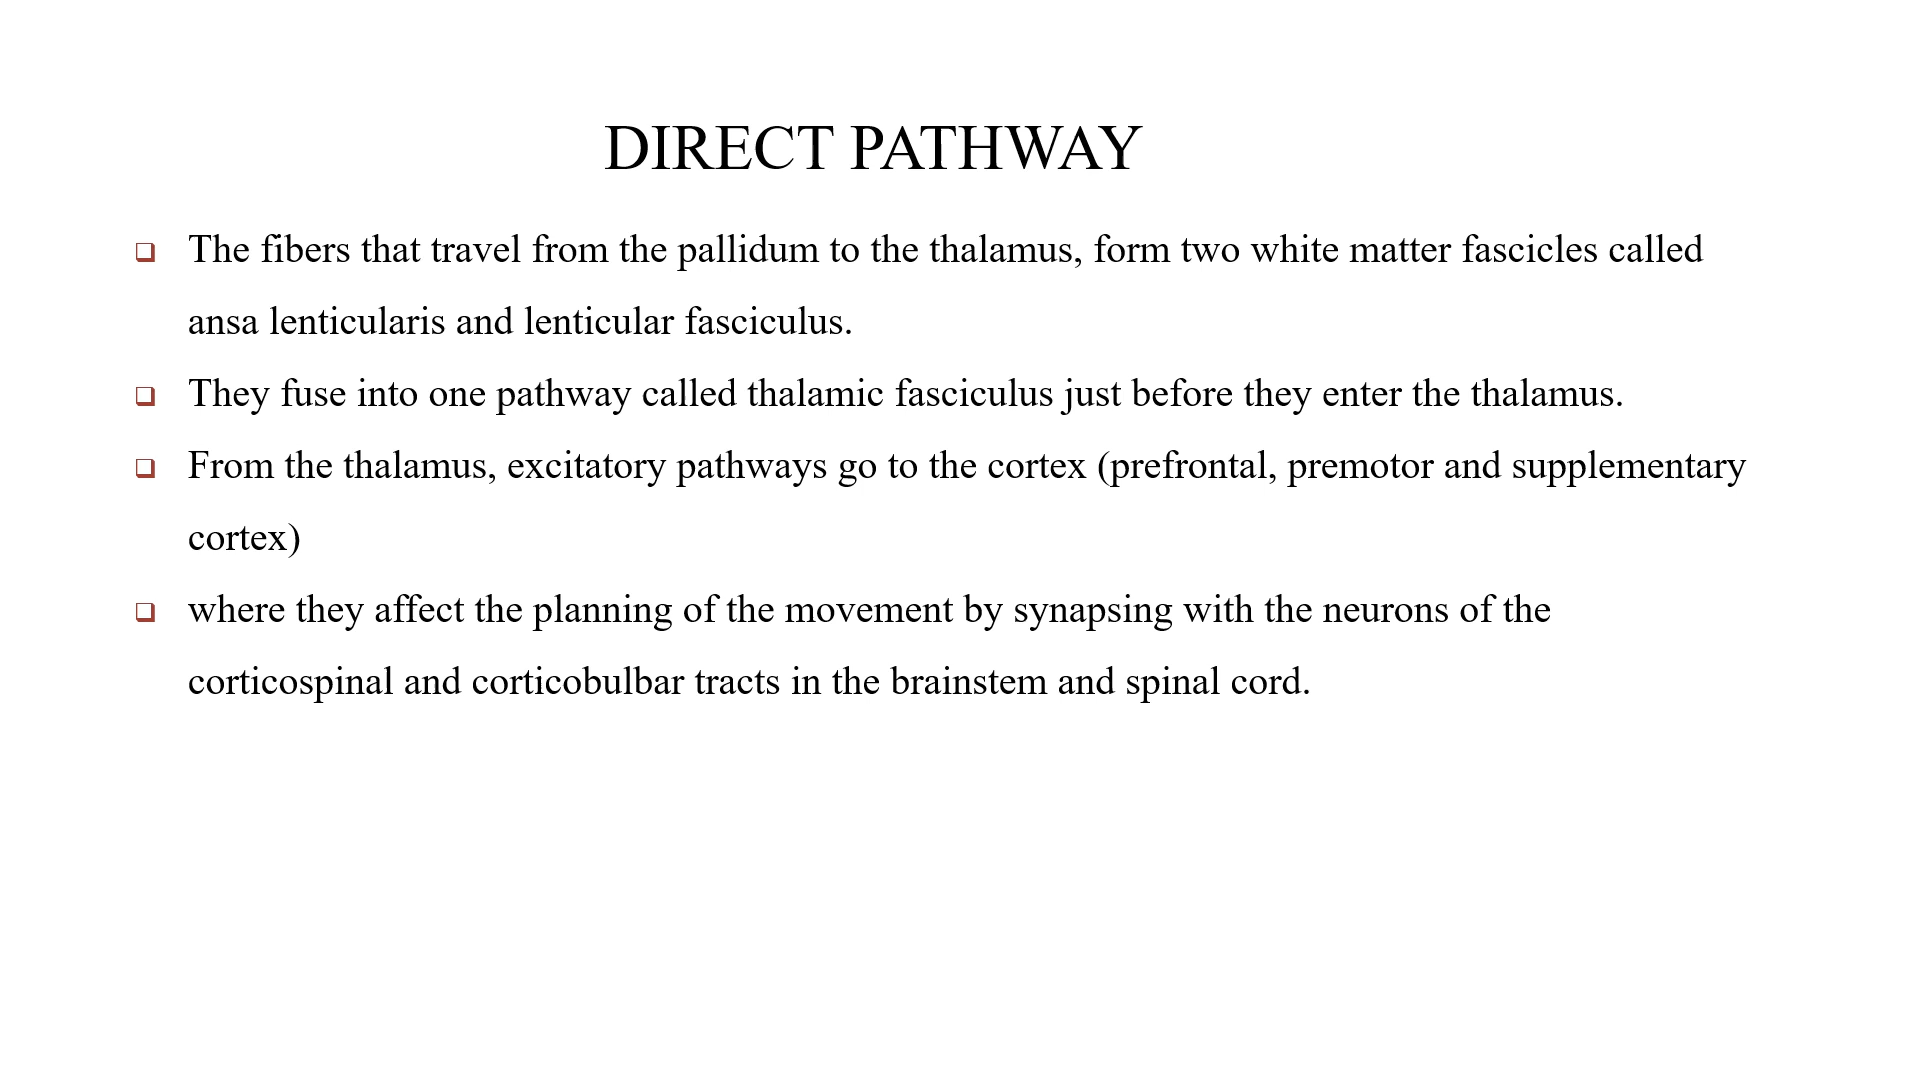 DIRECT PATHWAY
❑ The fibers that travel from the pallidum to the thalamus, form two white matter fascicles called
ansa lenticularis and lenticular fasciculus.
❑ They fuse into one pathway called thalamic fasciculus just before they enter the thalamus.
❑ From the thalamus, excitatory pathways go to the cortex (prefrontal, premotor and supplementary
cortex)
❑ where they affect the planning of the movement by synapsing with the neurons of the
corticospinal and corticobulbar tracts in the brainstem and spinal cord.